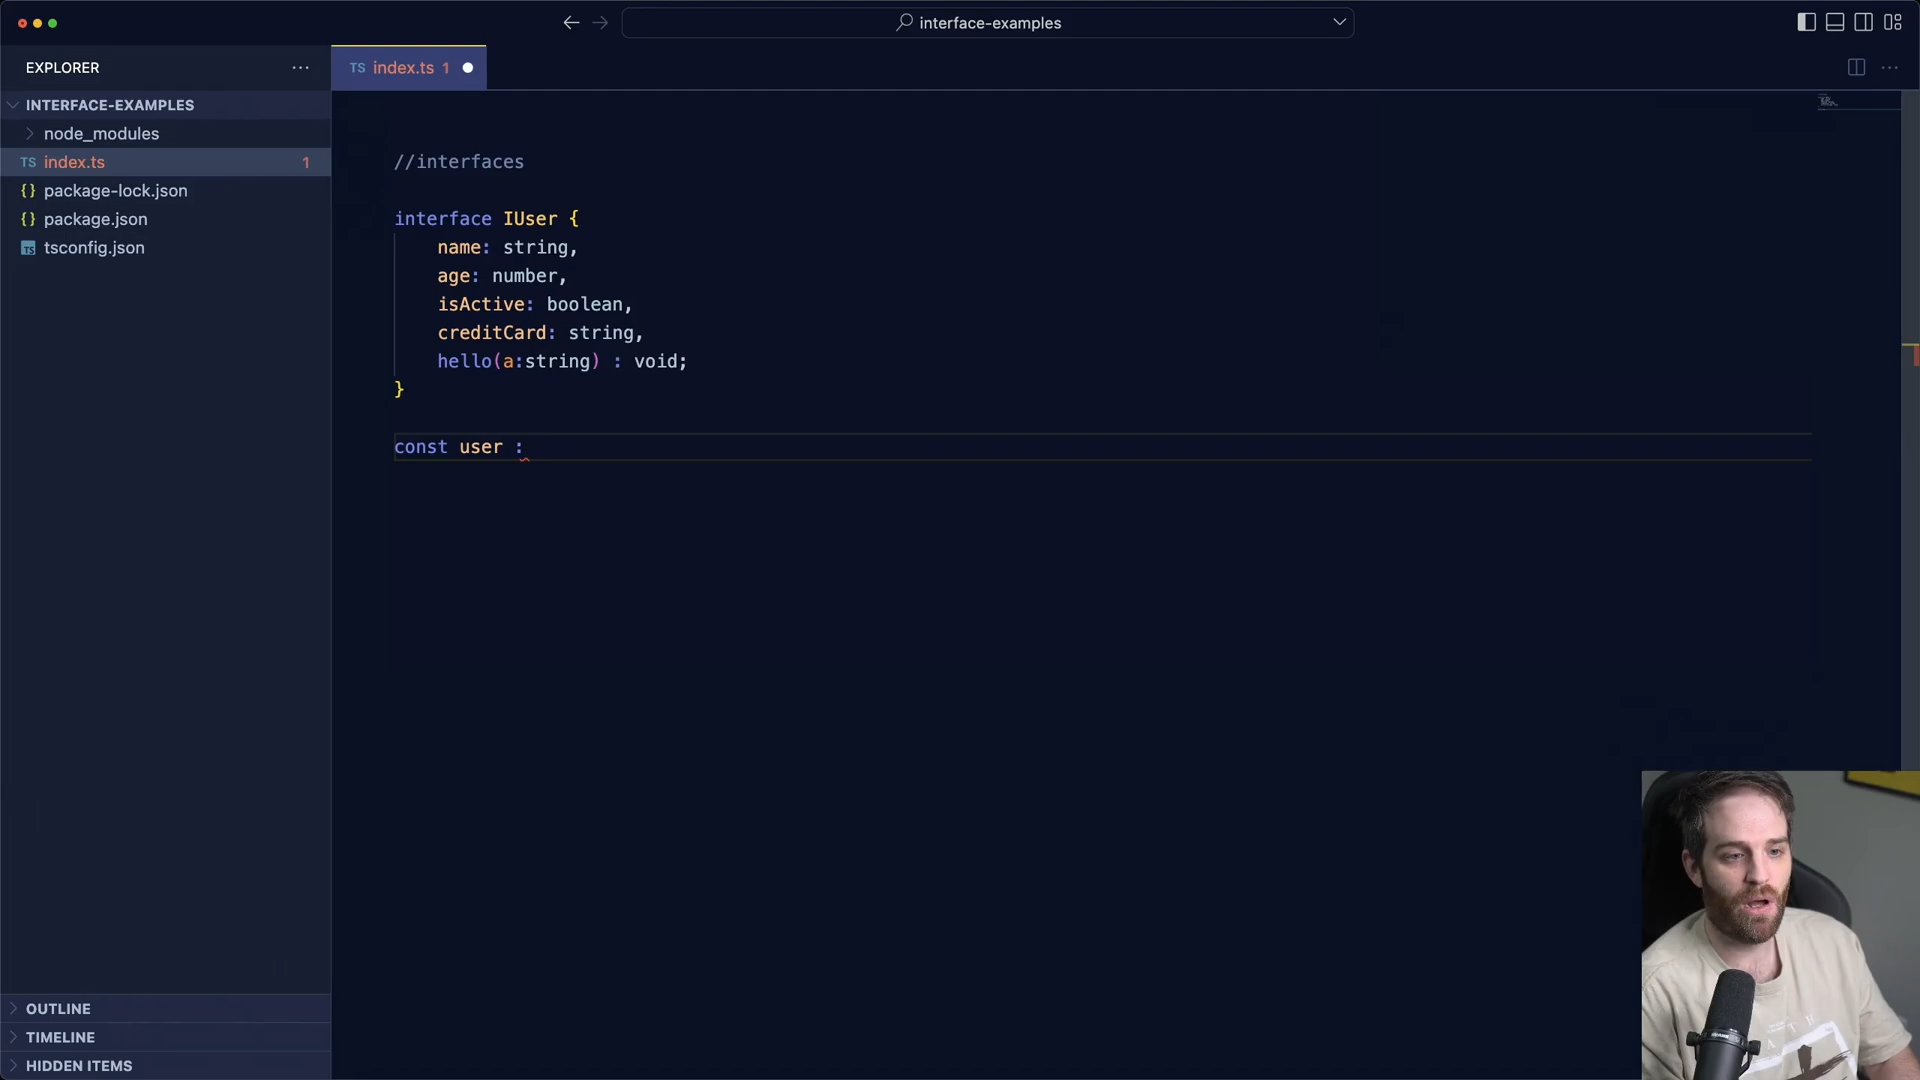 interface-examples
EXPLORER
TS index.ts 1
INTERFACE-EXAMPLES
node_modules
TS index.ts 1
{} package-lock.json
{} package.json
TS tsconfig.json
OUTLINE
TIMELINE
HIDDEN ITEMS
//interfaces
interface IUser {
name: string,
age: number,
isActive: boolean,
creditCard: string,
hello(a:string) : void;
}
const user :